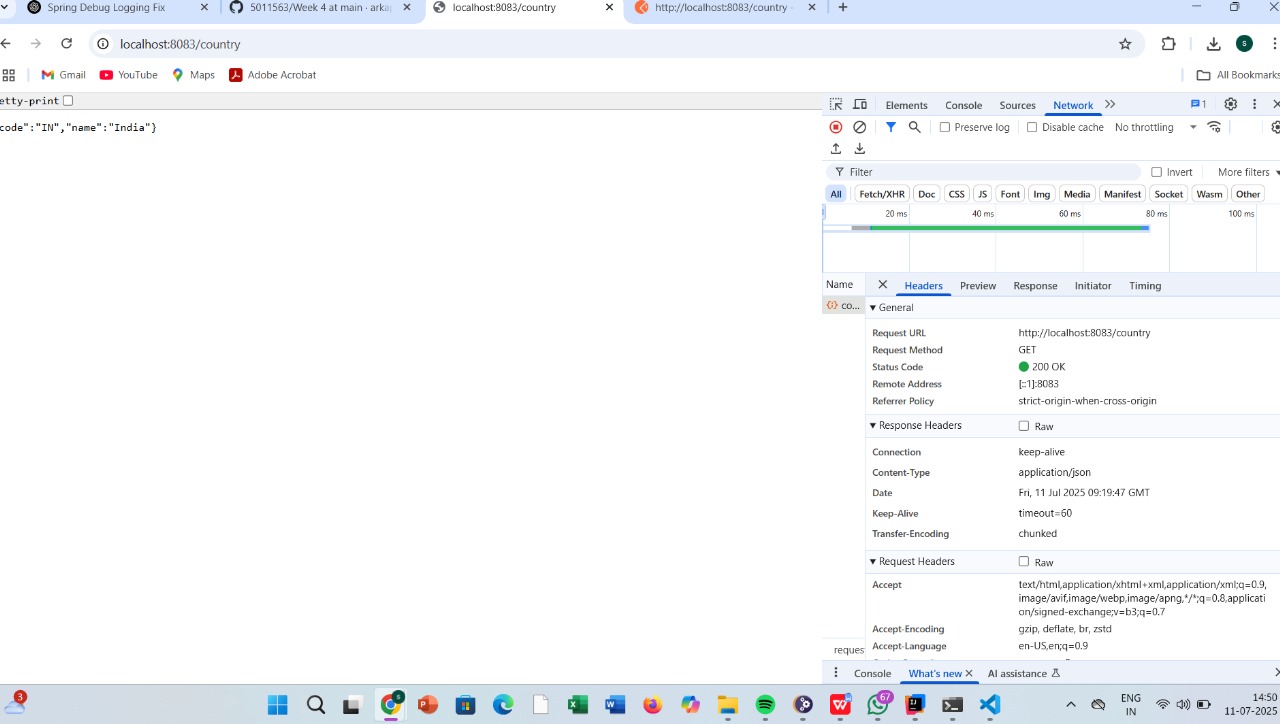 Spring Debug Logging Fix
5011563/Week 4 at main · arka
localhost:8083/country
http://localhost:8083/country -
localhost:8083/country
s
Gmail
YouTube
Maps
Adobe Acrobat
All Bookmarks
etty-print
code":"IN","name":"India"}
Elements
Console
Sources
Network
1
Preserve log
Disable cache
No throttling
Filter
Invert
More filters
All
Fetch/XHR
Doc
CSS
JS
Font
Img
Media
Manifest
Socket
Wasm
Other
20 ms
40 ms
60 ms
80 ms
100 ms
Name
Headers
Preview
Response
Initiator
Timing
co...
General
Request URL http://localhost:8083/country
Request Method GET
Status Code 200 OK
Remote Address [::1]:8083
Referrer Policy strict-origin-when-cross-origin
Response Headers Raw
Connection keep-alive
Content-Type application/json
Date Fri, 11 Jul 2025 09:19:47 GMT
Keep-Alive timeout=60
Transfer-Encoding chunked
Request Headers Raw
Accept text/html,application/xhtml+xml,application/xml;q=0.9,
image/avif,image/webp,image/apng,*/*;q=0.8,applicati
on/signed-exchange;v=b3;q=0.7
Accept-Encoding gzip, deflate, br, zstd
Accept-Language en-US,en;q=0.9
reques
Console
What's new
AI assistance
3
67
ENG
IN
14:50
11-07-2025